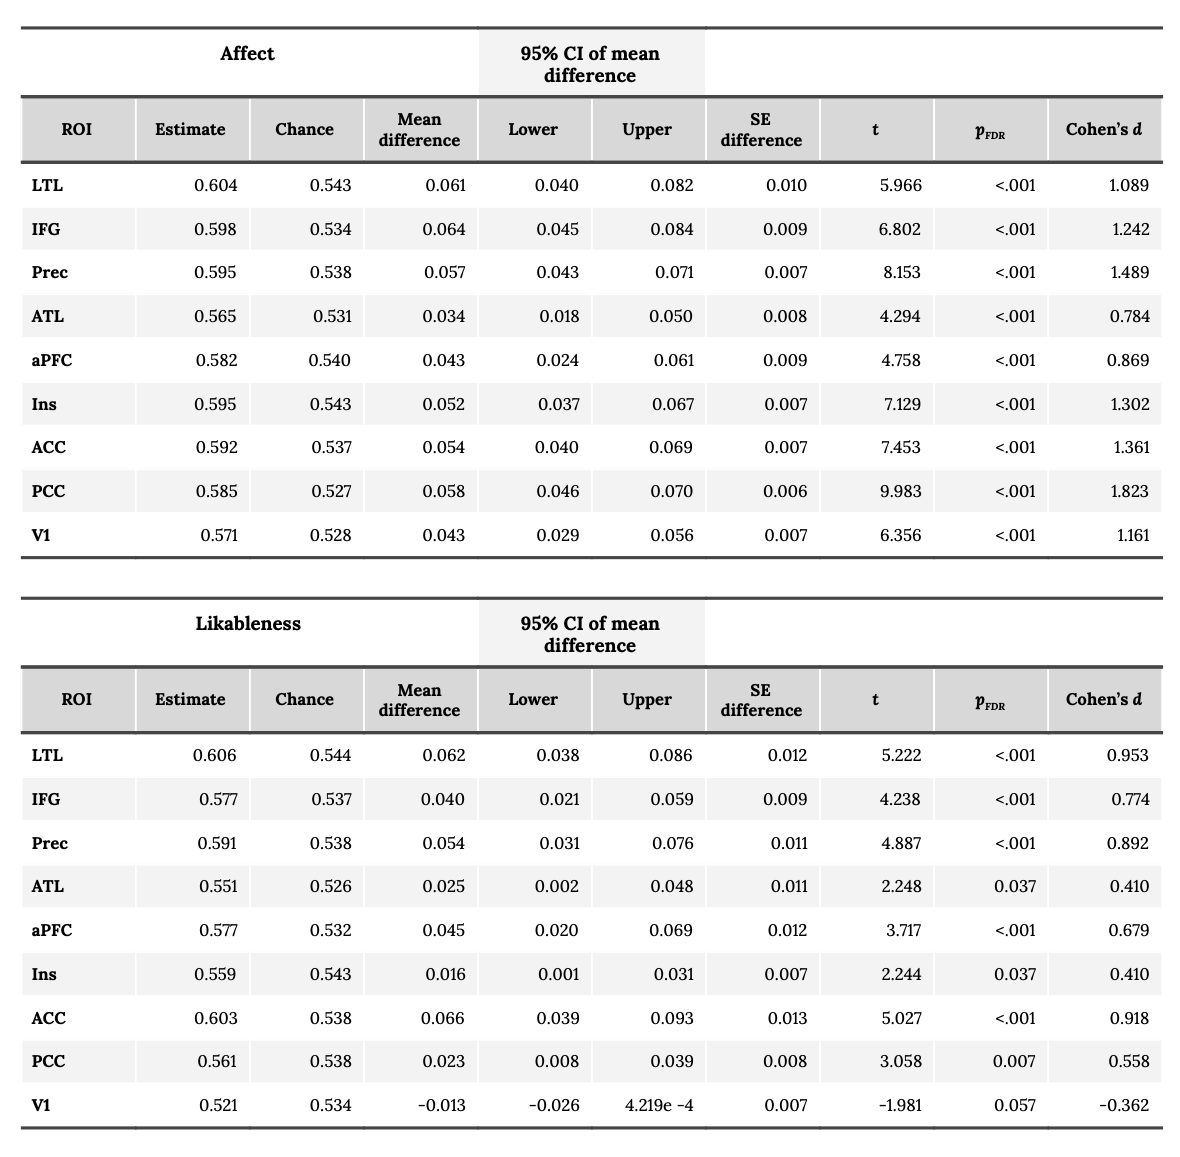 Affect 95% CI of mean
difference
ROI Estimate Chance Mean difference Lower Upper SE difference t pFDR Cohen's d
LTL 0.604 0.543 0.061 0.040 0.082 0.010 5.966 <.001 1.089
IFG 0.598 0.534 0.064 0.045 0.084 0.009 6.802 <.001 1.242
Prec 0.595 0.538 0.057 0.043 0.071 0.007 8.153 <.001 1.489
ATL 0.565 0.531 0.034 0.018 0.050 0.008 4.294 <.001 0.784
aPFC 0.582 0.540 0.043 0.024 0.061 0.009 4.758 <.001 0.869
Ins 0.595 0.543 0.052 0.037 0.067 0.007 7.129 <.001 1.302
ACC 0.592 0.537 0.054 0.040 0.069 0.007 7.453 <.001 1.361
PCC 0.585 0.527 0.058 0.046 0.070 0.006 9.983 <.001 1.823
V1 0.571 0.528 0.043 0.029 0.056 0.007 6.356 <.001 1.161
Likableness 95% CI of mean
difference
ROI Estimate Chance Mean difference Lower Upper SE difference t pFDR Cohen's d
LTL 0.606 0.544 0.062 0.038 0.086 0.012 5.222 <.001 0.953
IFG 0.577 0.537 0.040 0.021 0.059 0.009 4.238 <.001 0.774
Prec 0.591 0.538 0.054 0.031 0.076 0.011 4.887 <.001 0.892
ATL 0.551 0.526 0.025 0.002 0.048 0.011 2.248 0.037 0.410
aPFC 0.577 0.532 0.045 0.020 0.069 0.012 3.717 <.001 0.679
Ins 0.559 0.543 0.016 0.001 0.031 0.007 2.244 0.037 0.410
ACC 0.603 0.538 0.066 0.039 0.093 0.013 5.027 <.001 0.918
PCC 0.561 0.538 0.023 0.008 0.039 0.008 3.058 0.007 0.558
V1 0.521 0.534 −0.013 −0.026 4.219e −4 0.007 −1.981 0.057 −0.362